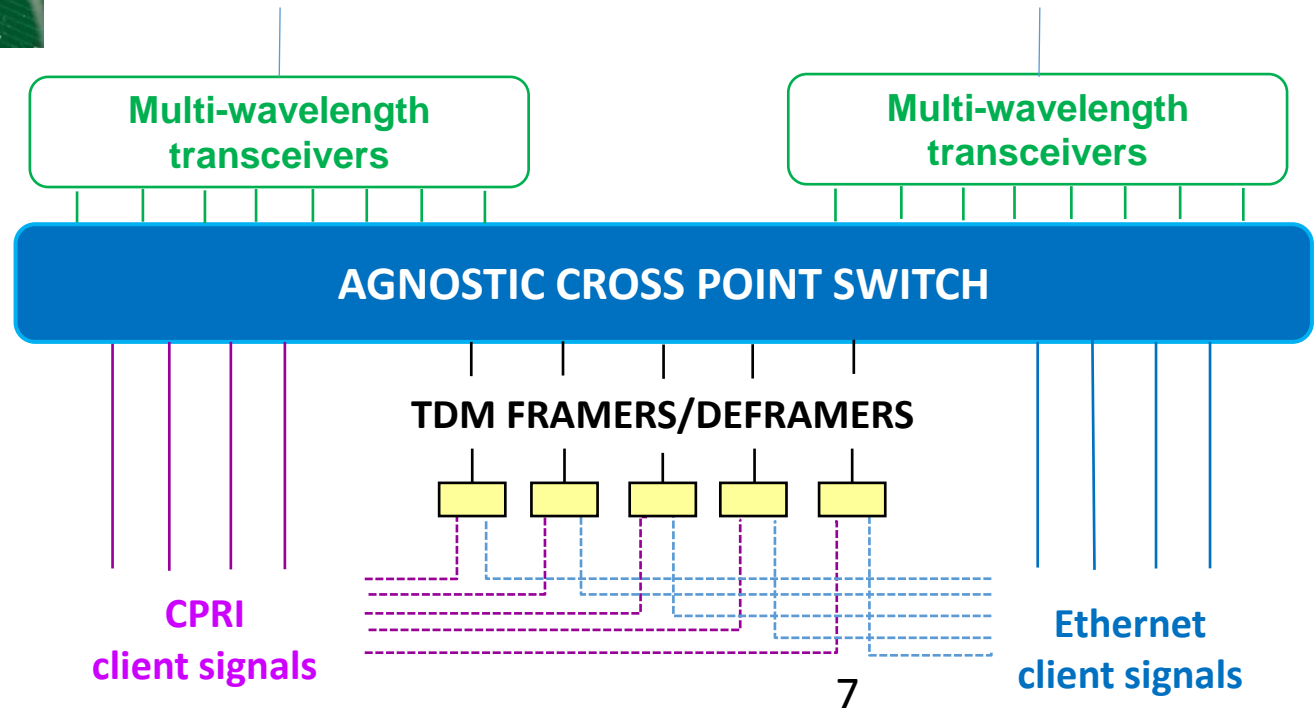 Multi-wavelength
transceivers
Multi-wavelength
transceivers
AGNOSTIC CROSS POINT SWITCH
TDM FRAMERS/DEFRAMERS
CPRI
client signals
Ethernet
client signals
7